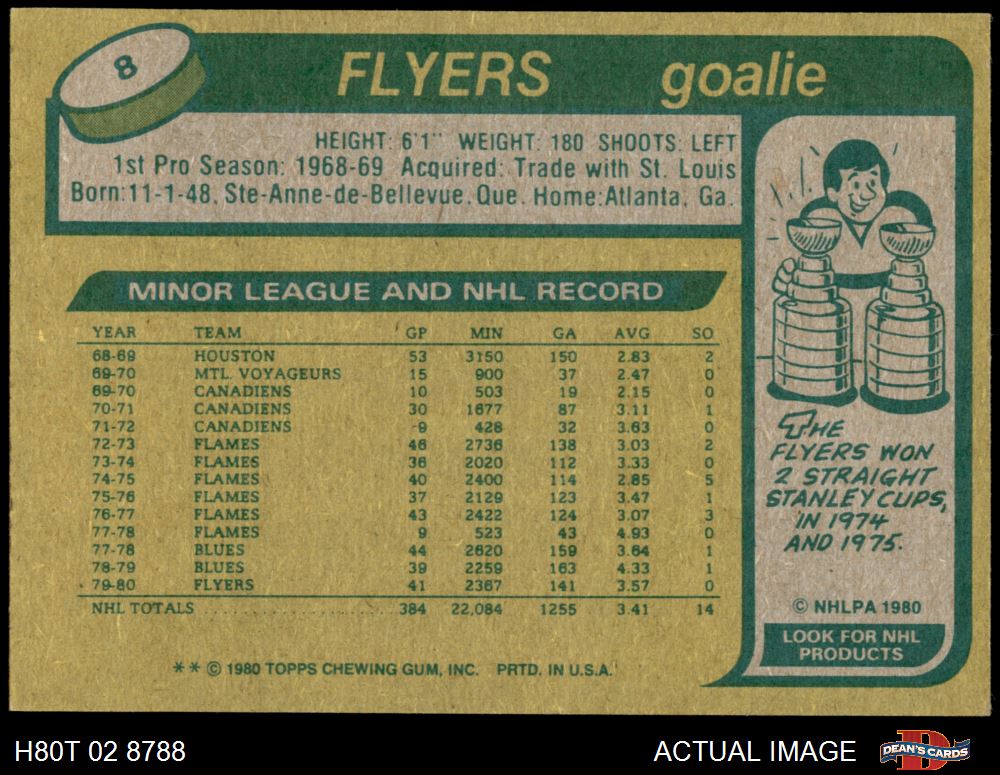 8
FLYERS goalie
HEIGHT: 6'1" WEIGHT: 180 SHOOTS: LEFT
1st Pro Season: 1968-69 Acquired: Trade with St. Louis
Born:11-1-48, Ste-Anne-de-Bellevue, Que. Home:Atlanta, Ga.
MINOR LEAGUE AND NHL RECORD
YEAR TEAM GP MIN GA AVG SO
68-69 HOUSTON 53 3150 150 2.83 2
69-70 MTL. VOYAGEURS 15 900 37 2.47 0
69-70 CANADIENS 10 503 19 2.15 0
70-71 CANADIENS 30 1677 87 3.11 1
71-72 CANADIENS 9 428 32 3.63 0
72-73 FLAMES 46 2736 138 3.03 2
73-74 FLAMES 36 2020 112 3.33 0
74-75 FLAMES 40 2400 114 2.85 5
75-76 FLAMES 37 2129 123 3.47 1
76-77 FLAMES 43 2422 124 3.07 3
77-78 FLAMES 9 523 43 4.93 0
77-78 BLUES 44 2620 159 3.64 1
78-79 BLUES 39 2259 163 4.33 1
79-80 FLYERS 41 2367 141 3.57 0
NHL TOTALS 384 22,084 1255 3.41 14
** © 1980 TOPPS CHEWING GUM, INC. PRTD. IN U.S.A.
THE
FLYERS WON
2 STRAIGHT
STANLEY CUPS,
IN 1974
AND 1975.
© NHLPA 1980
LOOK FOR NHL
PRODUCTS
H80T 02 8788 ACTUAL IMAGE DEAN'S CARDS